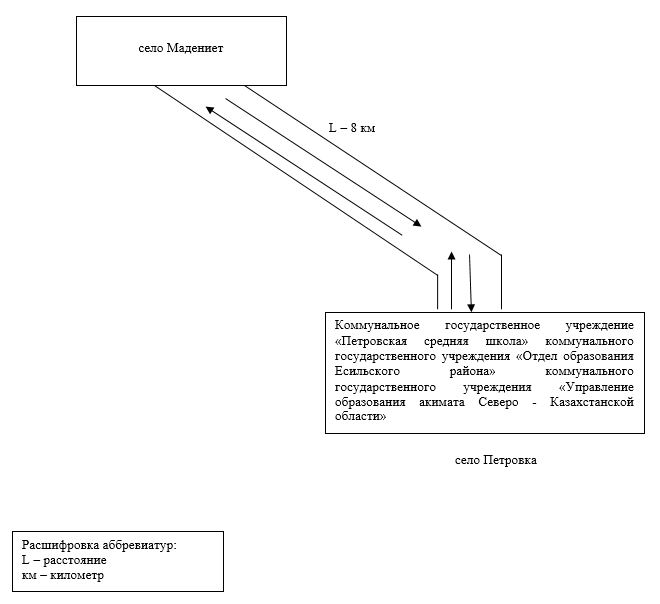 село Мадениет
L – 8 км
Коммунальное государственное учреждение
«Петровская средняя школа» коммунального
государственного учреждения «Отдел образования
Есильского района» коммунального
государственного учреждения «Управление
образования акимата Северо - Казахстанской
области»
село Петровка
Расшифровка аббревиатур:
L – расстояние
км – километр